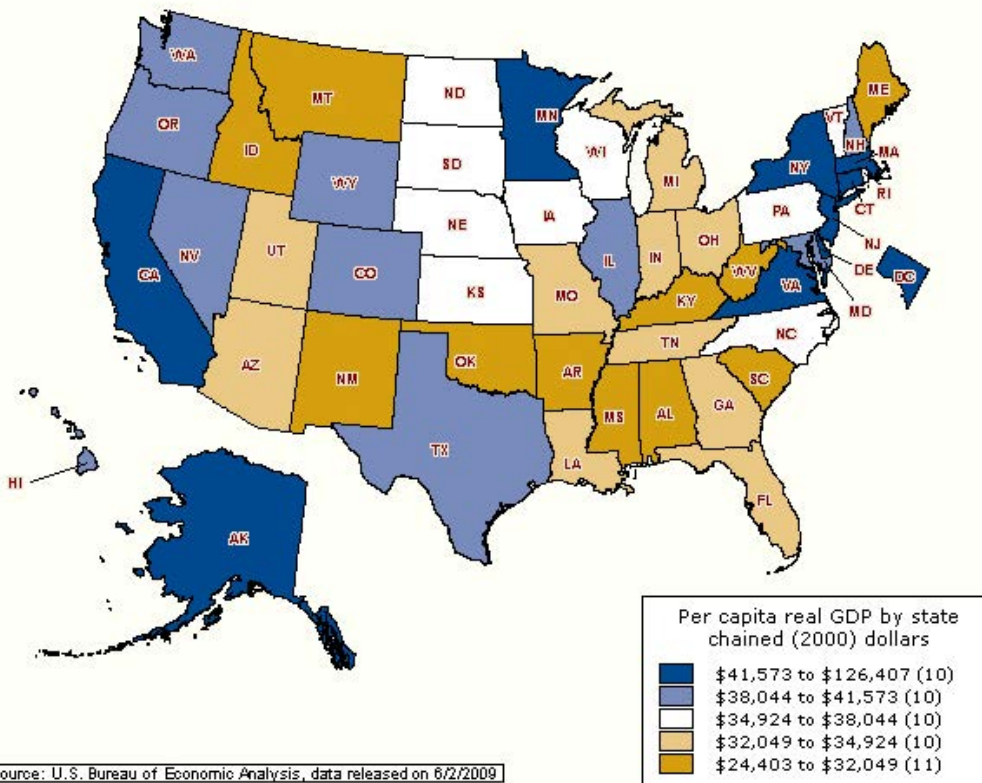 WA
MT
ND
MN
ME
VT
NH
MA
OR
ID
SD
WI
NY
RI
WY
MI
CT
IA
PA
NE
NJ
NV
UT
OH
IL
IN
DE
DC
CA
CO
WV
VA
MD
KS
MO
KY
NC
TN
AZ
NM
OK
AR
SC
MS
AL
GA
TX
LA
HI
FL
AK
Per capita real GDP by state
chained (2000) dollars
$41,573 to $126,407 (10)
$38,044 to $41,573 (10)
$34,924 to $38,044 (10)
$32,049 to $34,924 (10)
$24,403 to $32,049 (11)
ource: U.S. Bureau of Economic Analysis, data released on 6/2/2009